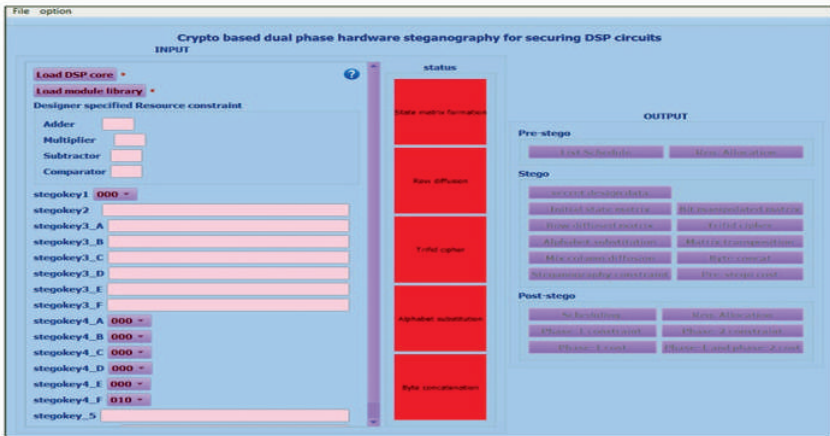 File option
Crypto based dual phase hardware steganography for securing DSP circuits
INPUT
Load DSP core *
Load module library *
?
Designer specified Resource constraint
Adder
Multiplier
Subtractor
Comparator
stegokey1 000
stegokey2
stegokey3_A
stegokey3_B
stegokey3_C
stegokey3_D
stegokey3_E
stegokey3_F
stegokey4_A 000
stegokey4_B 000
stegokey4_C 000
stegokey4_D 000
stegokey4_E 000
stegokey4_F 010
stegokey_5
status
State matrix formation
Row diffusion
Trifid cipher
Alphabet substitution
Byte concatenation
OUTPUT
Pre-stego
List Schedule
Reg. Allocation
Stego
secret design data
Initial state matrix
Bit manipulated matrix
Row diffused matrix
Trifid cipher
Alphabet substitution
Matrix transposition
Mix column diffusion
Byte concat
Steganography constraint
Pre-stego cost
Post-stego
Scheduling
Reg. Allocation
Phase-1 constraint
Phase-2 constraint
Phase-1 cost
Phase-1 and phase-2 cost